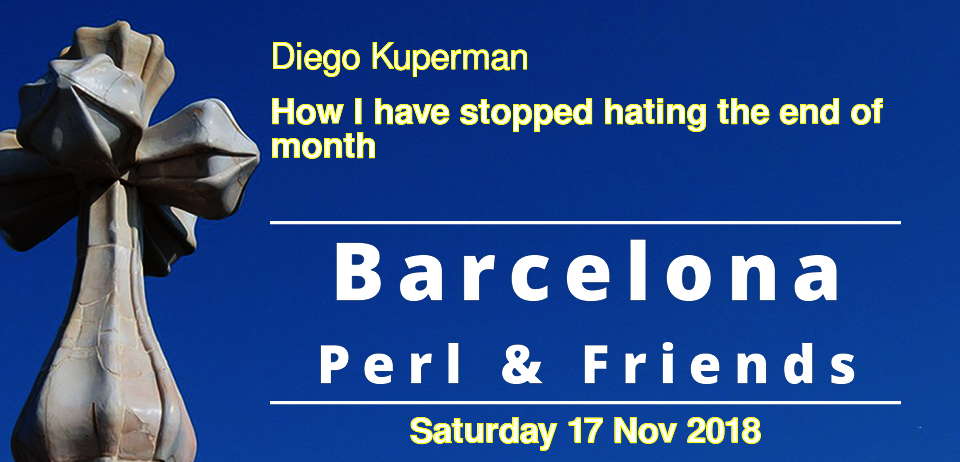 Diego Kuperman
How I have stopped hating the end of
month
Barcelona
Perl & Friends
Saturday 17 Nov 2018